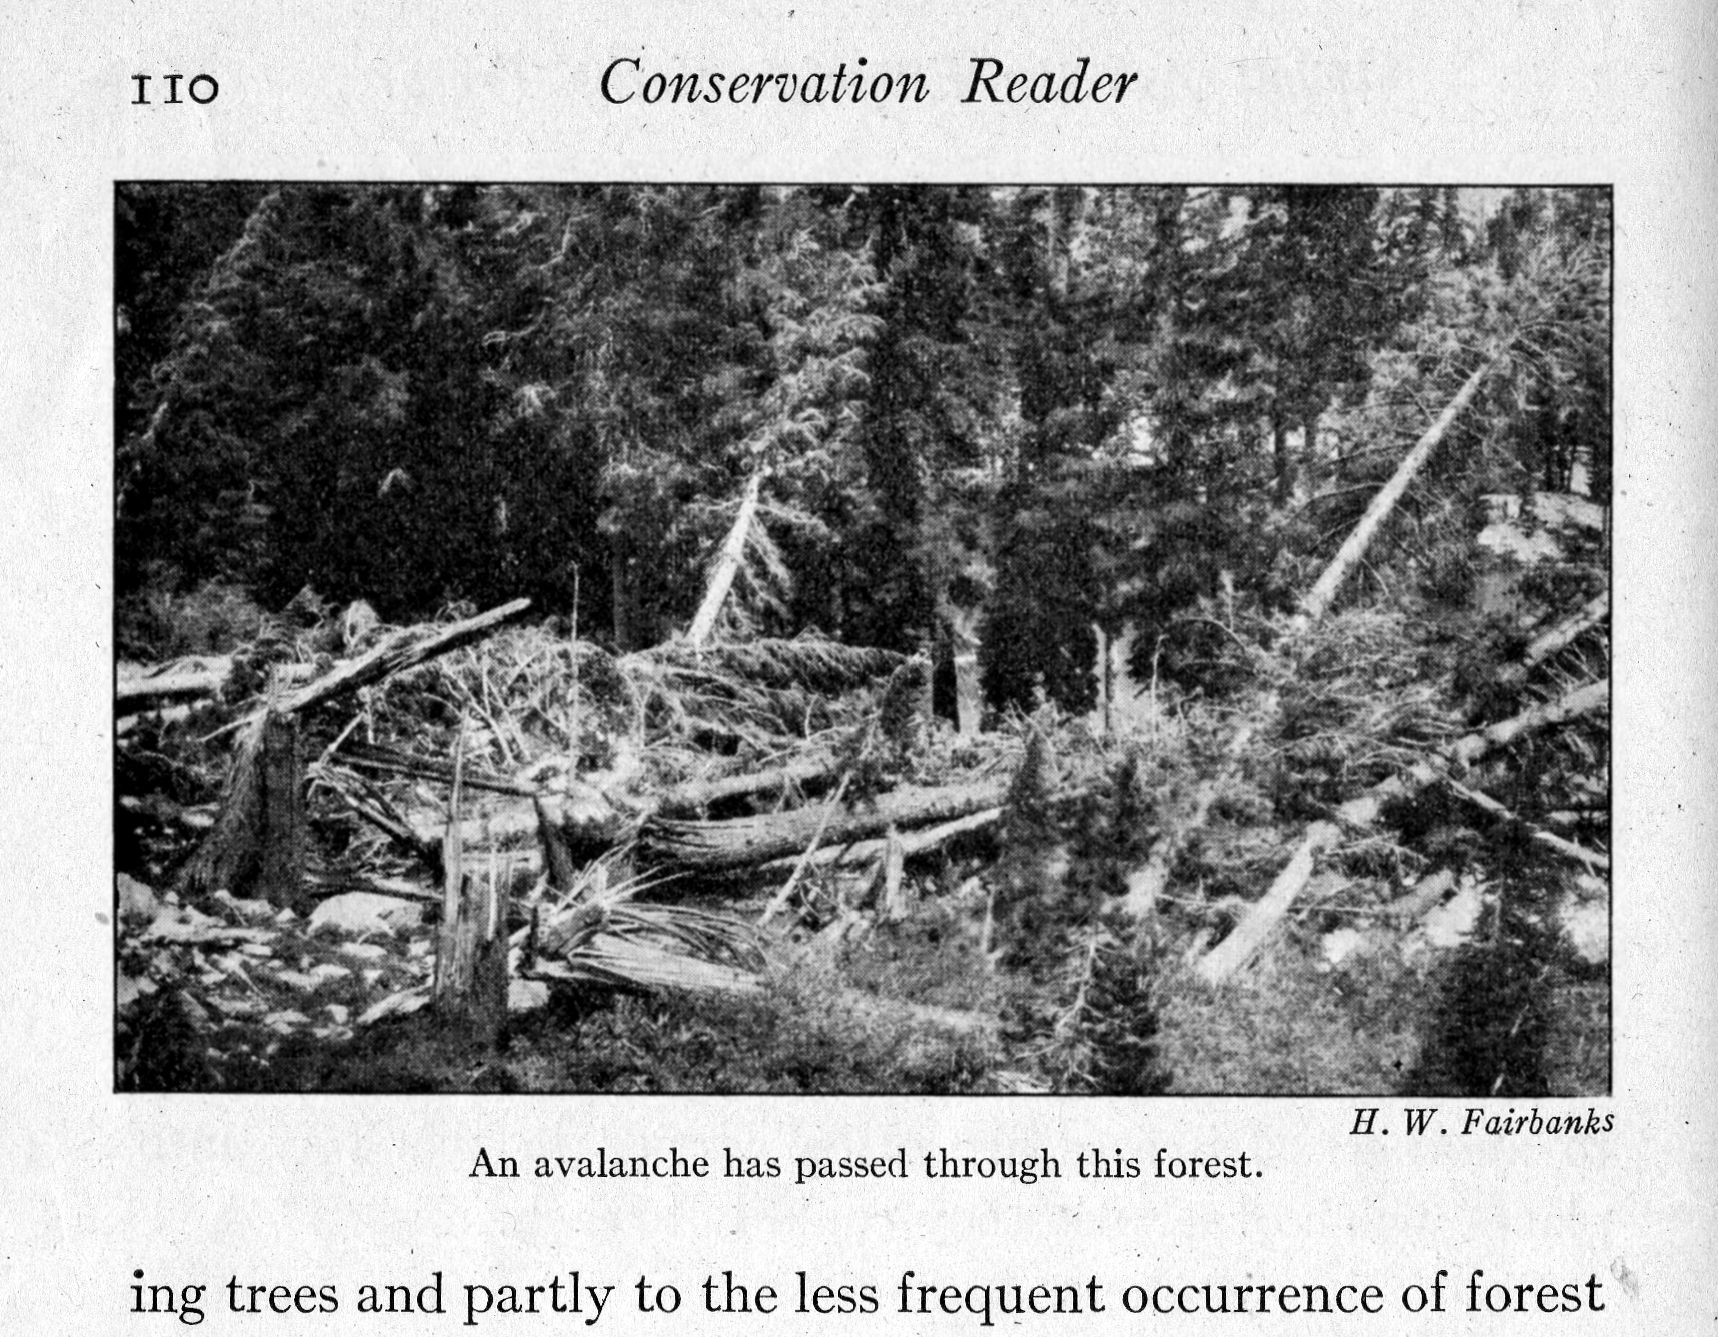 110
Conservation Reader
H. W. Fairbanks
An avalanche has passed through this forest.
ing trees and partly to the less frequent occurrence of forest